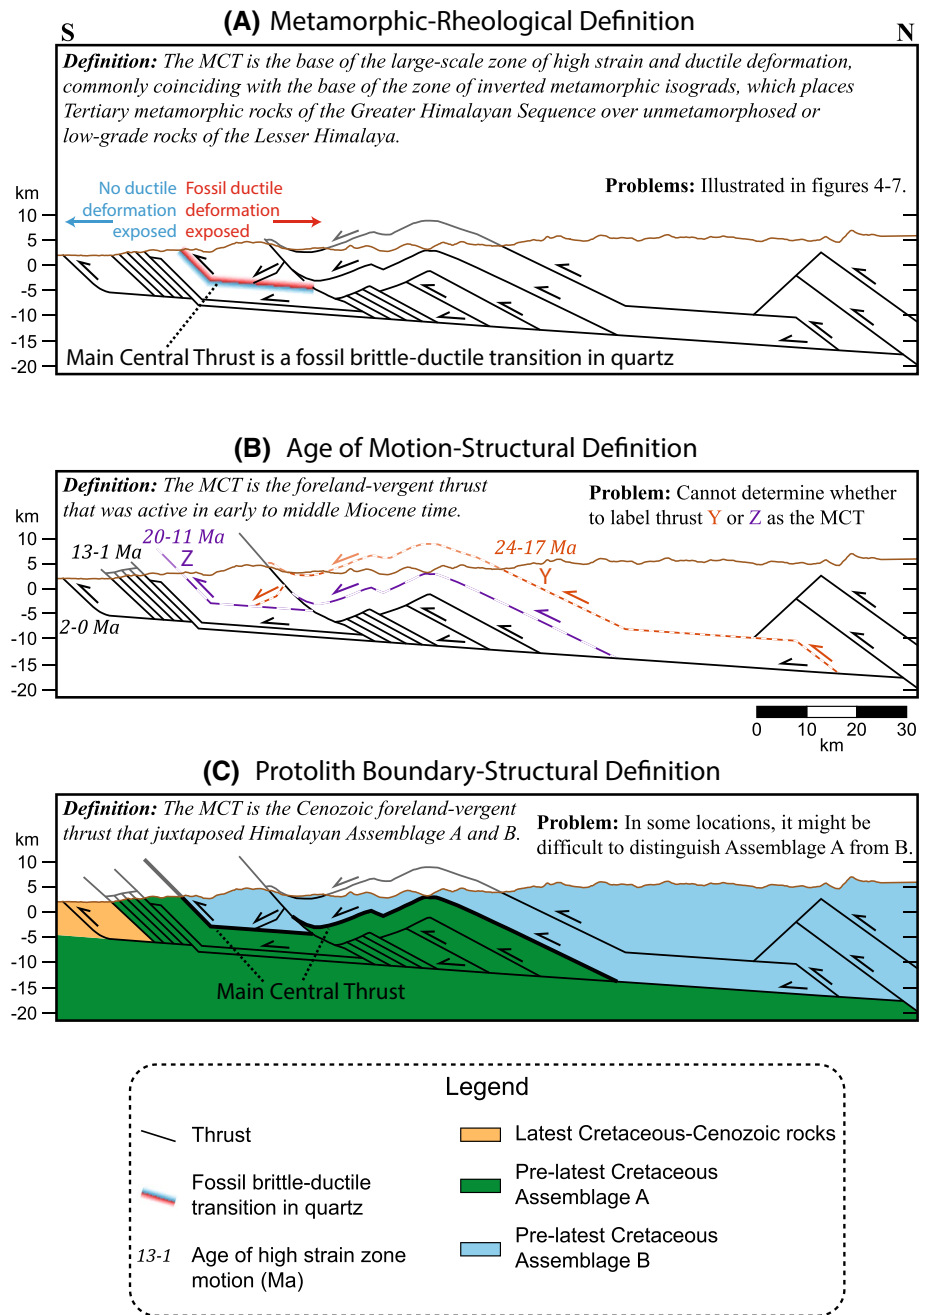 (A) Metamorphic-Rheological Definition
S
N
Definition: The MCT is the base of the large-scale zone of high strain and ductile deformation,
commonly coinciding with the base of the zone of inverted metamorphic isograds, which places
Tertiary metamorphic rocks of the Greater Himalayan Sequence over unmetamorphosed or
low-grade rocks of the Lesser Himalaya.
Problems: Illustrated in figures 4-7.
No ductile
deformation
exposed
Fossil ductile
deformation
exposed
km
10
5
0
-5
-10
-15
-20
Main Central Thrust is a fossil brittle-ductile transition in quartz
(B) Age of Motion-Structural Definition
Definition: The MCT is the foreland-vergent thrust
that was active in early to middle Miocene time.
Problem: Cannot determine whether
to label thrust Y or Z as the MCT
km
10
5
0
-5
-10
-15
-20
20-11 Ma
Z
13-1 Ma
24-17 Ma
Y
2-0 Ma
0 10 20 30
km
(C) Protolith Boundary-Structural Definition
Definition: The MCT is the Cenozoic foreland-vergent
thrust that juxtaposed Himalayan Assemblage A and B.
Problem: In some locations, it might be
difficult to distinguish Assemblage A from B.
km
10
5
0
-5
-10
-15
-20
Main Central Thrust
Legend
Thrust
Fossil brittle-ductile
transition in quartz
13-1 Age of high strain zone
motion (Ma)
Latest Cretaceous-Cenozoic rocks
Pre-latest Cretaceous
Assemblage A
Pre-latest Cretaceous
Assemblage B